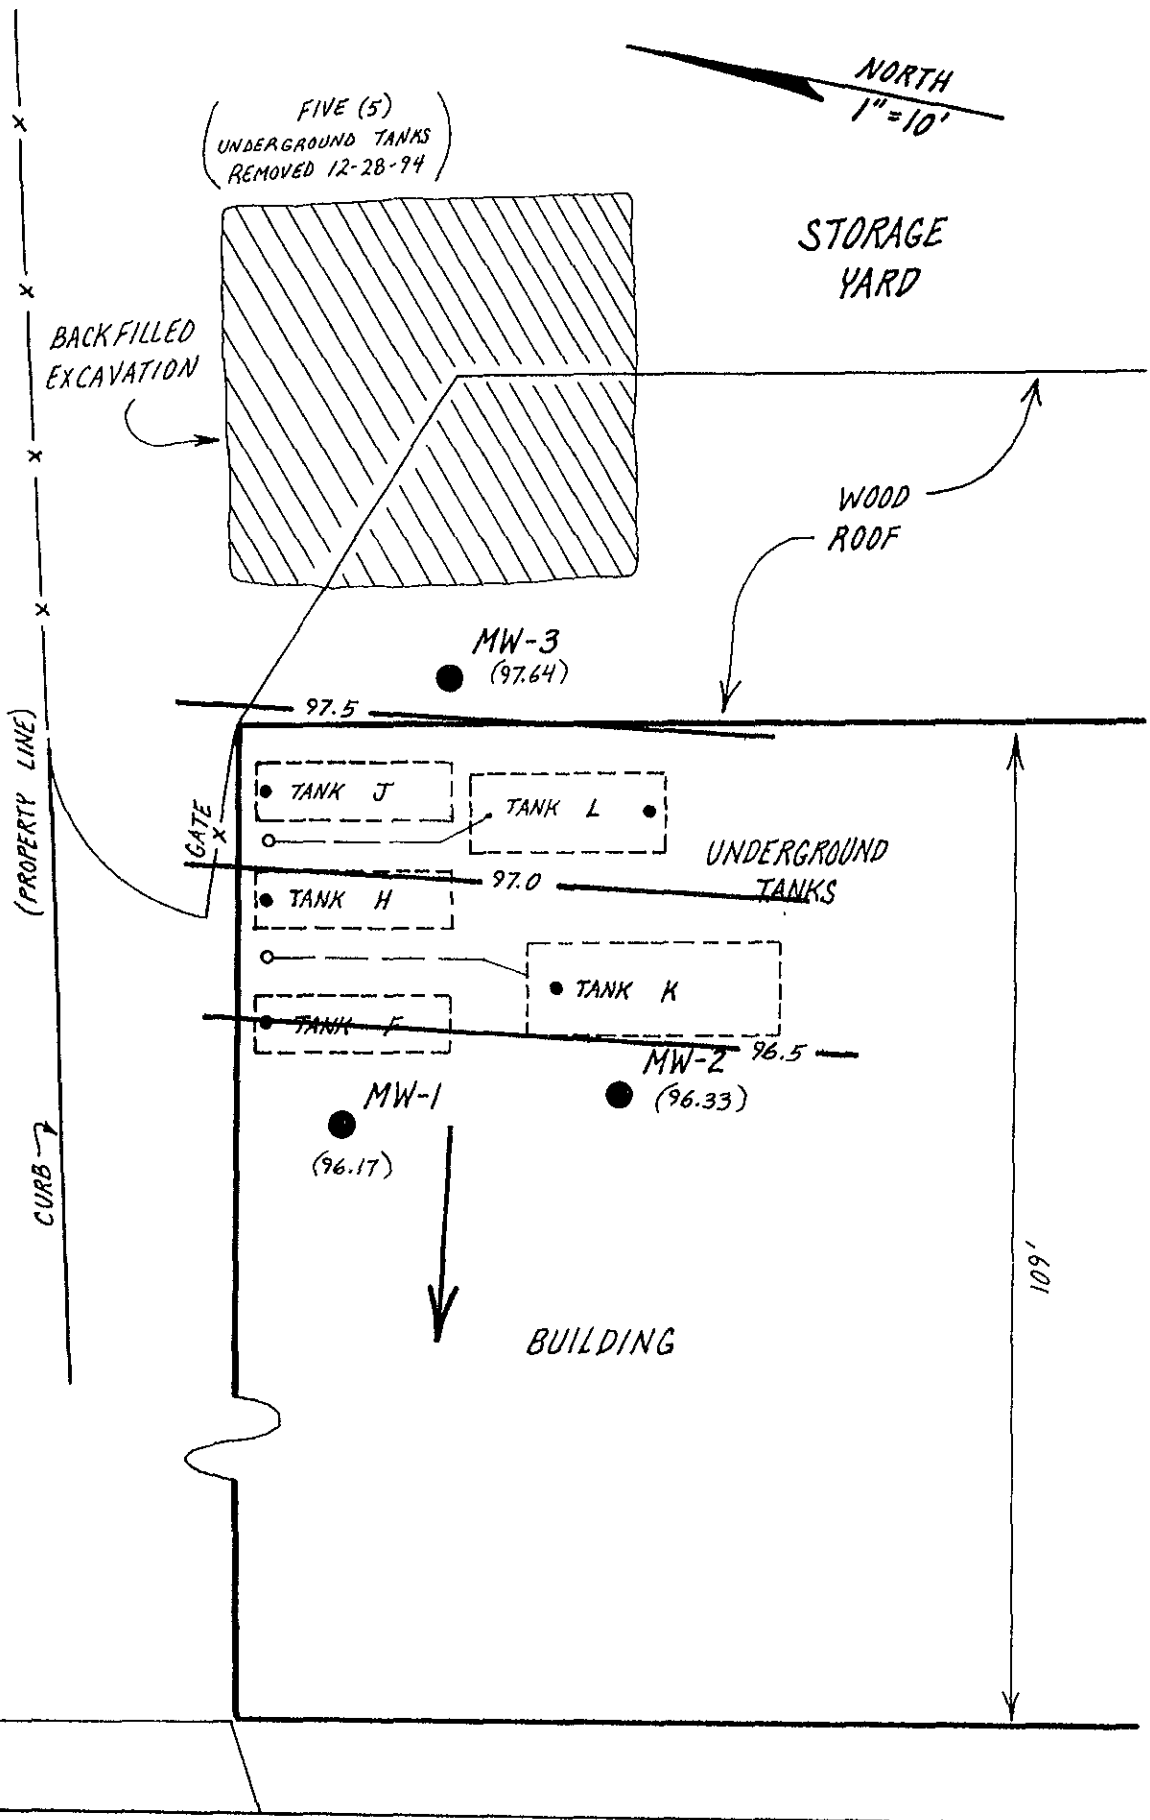 NORTH
1"=10'
FIVE (5)
UNDERGROUND TANKS
REMOVED 12-28-94
STORAGE
YARD
BACKFILLED
EXCAVATION
WOOD
ROOF
MW-3
(97.64)
97.5
(PROPERTY LINE)
GATE
TANK J
TANK L
UNDERGROUND
TANKS
97.0
TANK H
TANK K
TANK F
96.5
MW-2
(96.33)
MW-1
(96.17)
CURB
109'
BUILDING